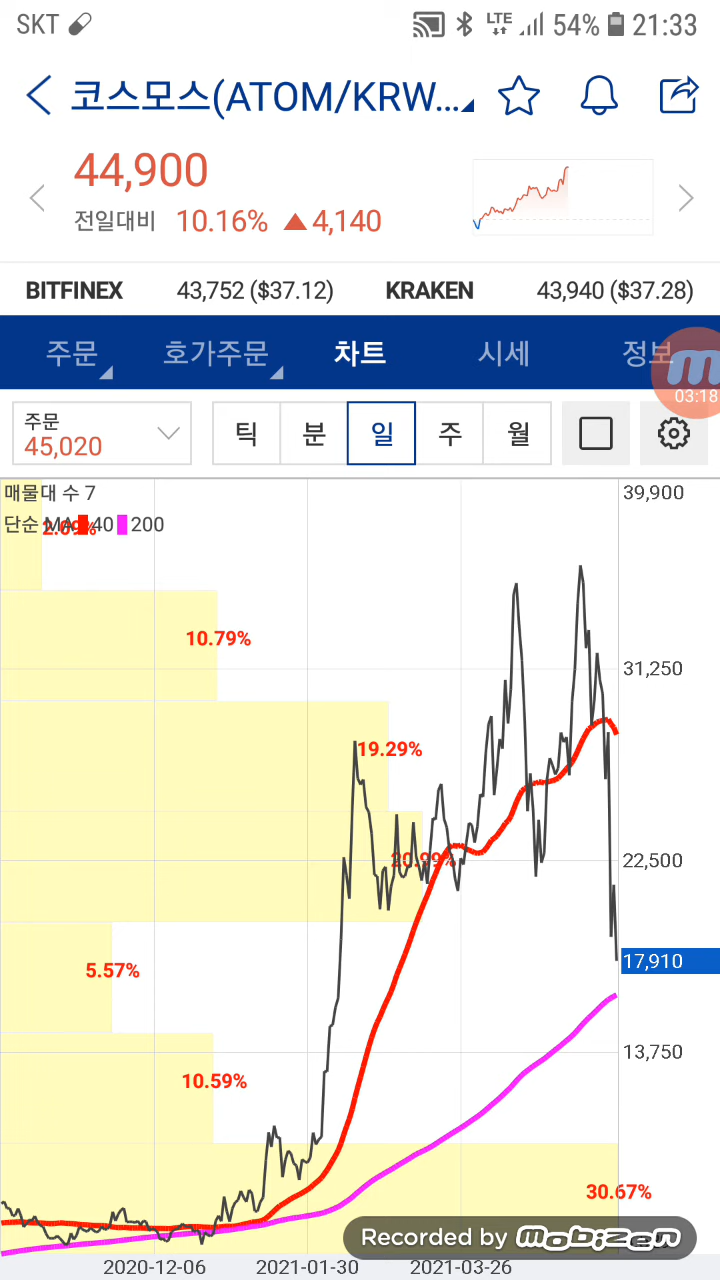 SKT LTE 54% 21:33
코스모스(ATOM/KRW...
44,900
전일대비 10.16% ▲ 4,140
BITFINEX 43,752 ($37.12) KRAKEN 43,940 ($37.28)
주문 호가주문 차트 시세 정보
m
03:18
주문
45,020
틱 분 일 주 월
매물대 수 7
39,900
단순 MA 40 200
2.09%
10.79%
31,250
19.29%
20.99%
22,500
17,910
5.57%
13,750
10.59%
30.67%
Recorded by mobizen
2020-12-06 2021-01-30 2021-03-26